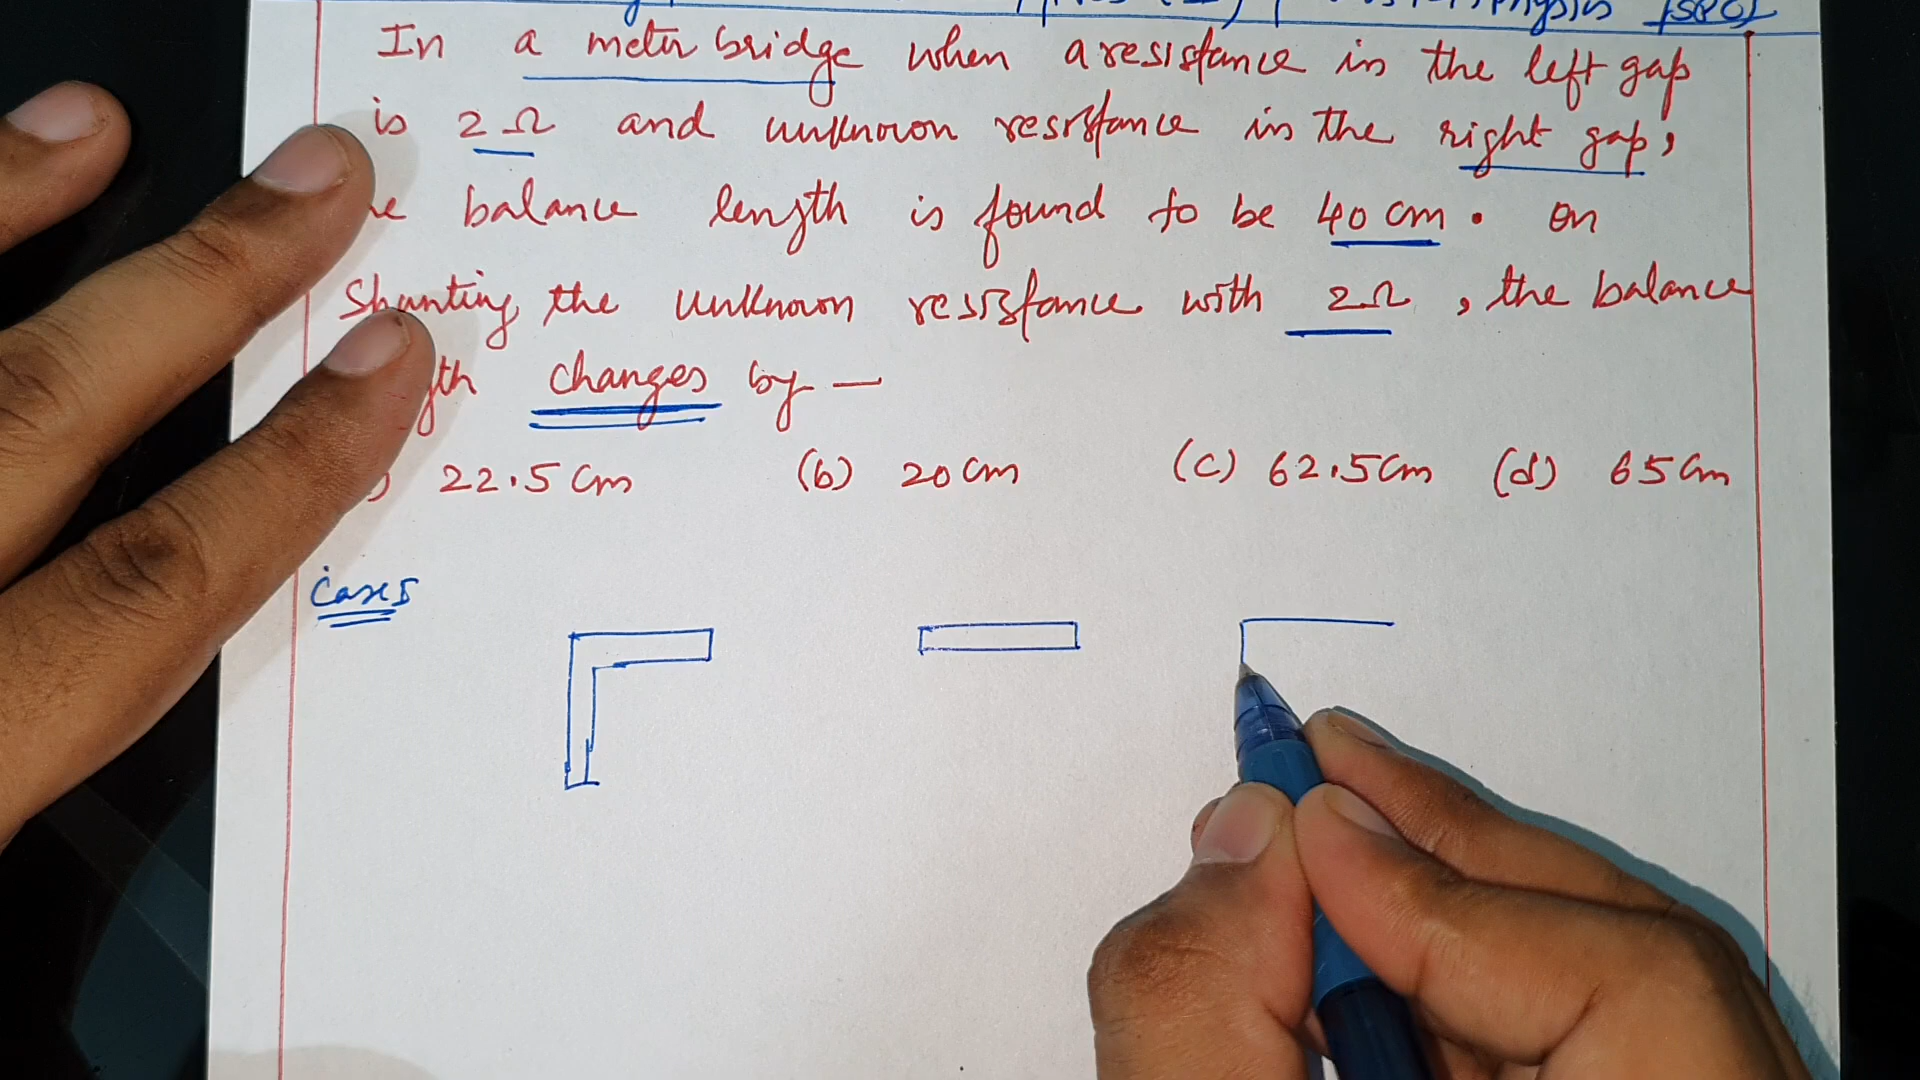 In a meter bridge when a resistance in the left gap
is 2Ω and unknown resistance in the right gap,
balance length is found to be 40 cm. on
Shunting the unknown resistance with 2Ω, the balance
changes by —
22.5 cm (b) 20 cm (c) 62.5 cm (d) 65 cm
Case I